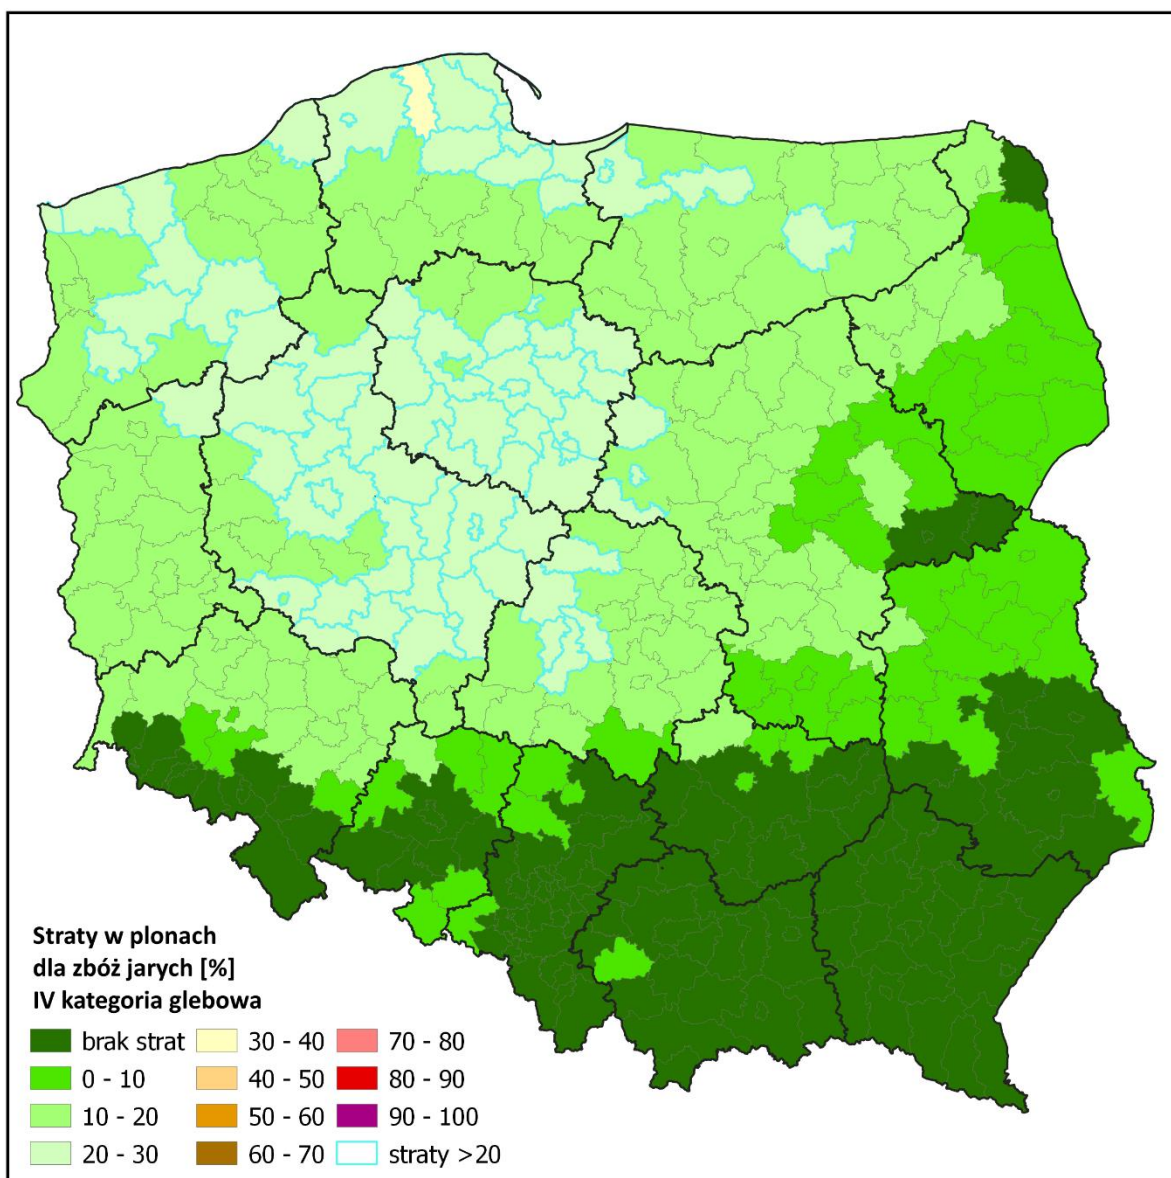 Straty w plonach
dla zbóż jarych [%]
IV kategoria glebowa
brak strat
0 - 10
10 - 20
20 - 30
30 - 40
40 - 50
50 - 60
60 - 70
70 - 80
80 - 90
90 - 100
straty >20